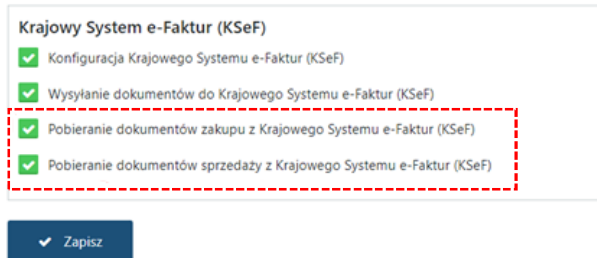 Krajowy System e-Faktur (KSeF)
Konfiguracja Krajowego Systemu e-Faktur (KSeF)
Wysyłanie dokumentów do Krajowego Systemu e-Faktur (KSeF)
Pobieranie dokumentów zakupu z Krajowego Systemu e-Faktur (KSeF)
Pobieranie dokumentów sprzedaży z Krajowego Systemu e-Faktur (KSeF)
Zapisz